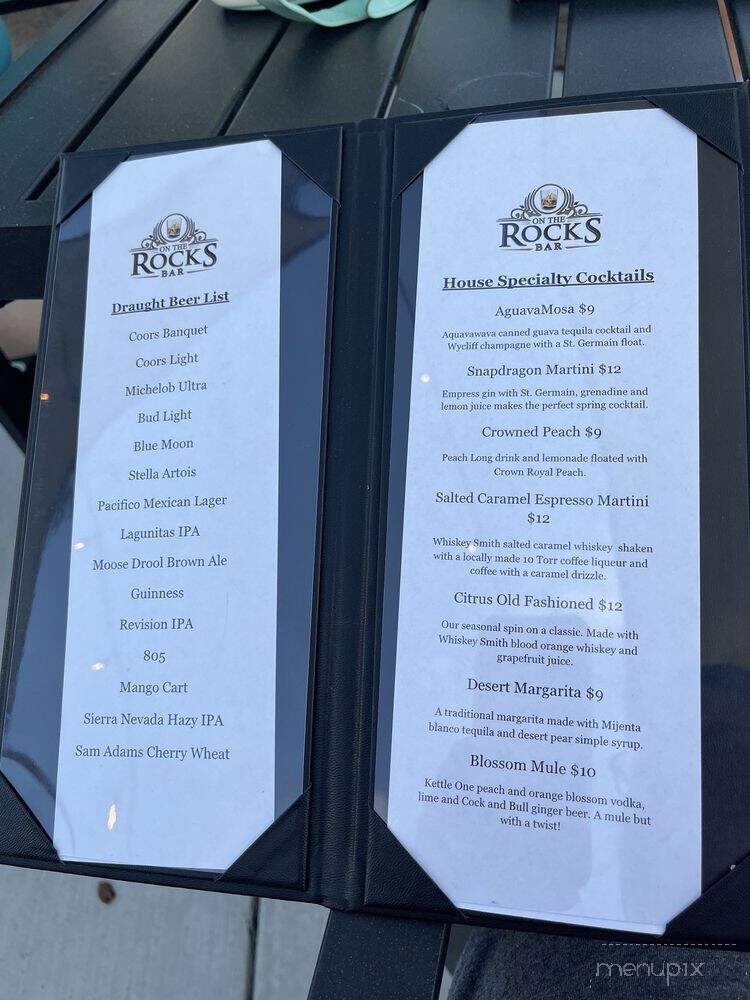 ON THE
ROCKS
BAR
Draught Beer List
Coors Banquet
Coors Light
Michelob Ultra
Bud Light
Blue Moon
Stella Artois
Pacifico Mexican Lager
Lagunitas IPA
Moose Drool Brown Ale
Guinness
Revision IPA
805
Mango Cart
Sierra Nevada Hazy IPA
Sam Adams Cherry Wheat
ON THE
ROCKS
BAR
House Specialty Cocktails
AguavaMosa $9
Aquavawava canned guava tequila cocktail and
Wycliff champagne with a St. Germain float.
Snapdragon Martini $12
Empress gin with St. Germain, grenadine and
lemon juice makes the perfect spring cocktail.
Crowned Peach $9
Peach Long drink and lemonade floated with
Crown Royal Peach.
Salted Caramel Espresso Martini
$12
Whiskey Smith salted caramel whiskey shaken
with a locally made 10 Torr coffee liqueur and
coffee with a caramel drizzle.
Citrus Old Fashioned $12
Our seasonal spin on a classic. Made with
Whiskey Smith blood orange whiskey and
grapefruit juice.
Desert Margarita $9
A traditional margarita made with Mijenta
blanco tequila and desert pear simple syrup.
Blossom Mule $10
Kettle One peach and orange blossom vodka,
lime and Cock and Bull ginger beer. A mule but
with a twist!
menupix